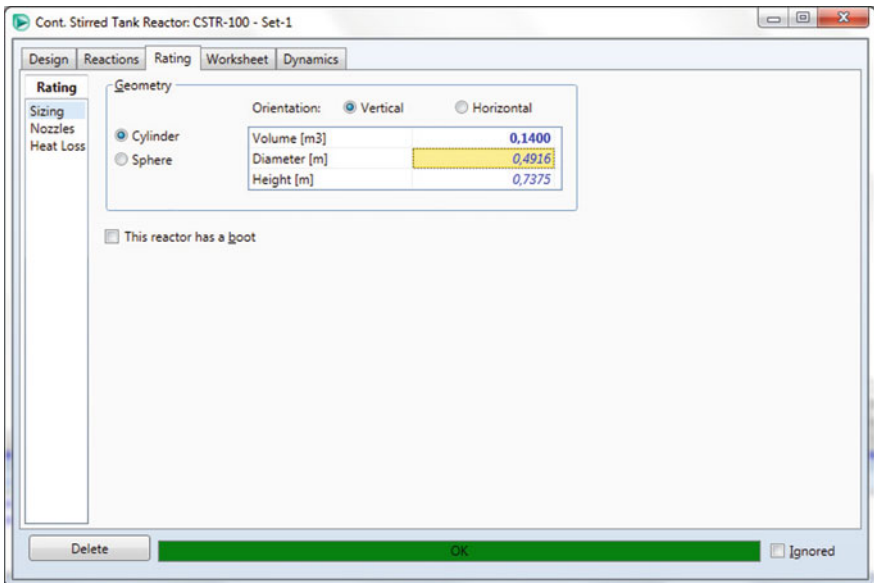 Cont. Stirred Tank Reactor: CSTR-100 - Set-1
Design Reactions Rating Worksheet Dynamics
Rating
Sizing
Nozzles
Heat Loss
Geometry
Orientation: Vertical Horizontal
Cylinder
Sphere
Volume [m3] 0,1400
Diameter [m] 0,4916
Height [m] 0,7375
This reactor has a boot
Delete OK Ignored